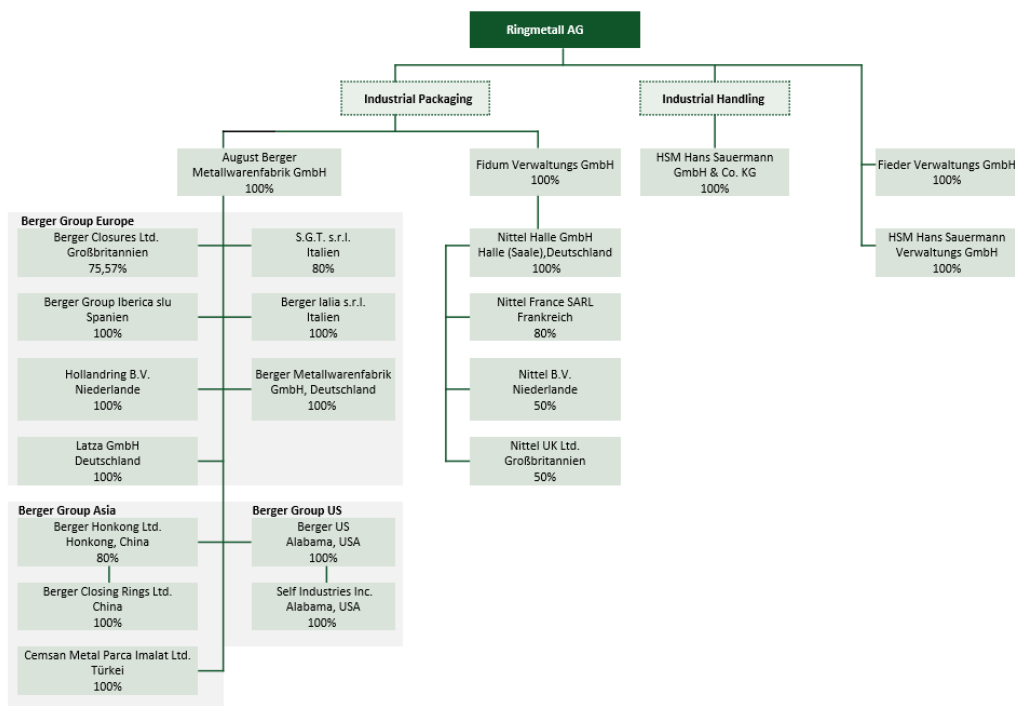 Ringmetall AG
Industrial Packaging
Industrial Handling
August Berger
Metallwarenfabrik GmbH
100%
Fidum Verwaltungs GmbH
100%
HSM Hans Sauermann
GmbH & Co. KG
100%
Fieder Verwaltungs GmbH
100%
Berger Group Europe
Berger Closures Ltd.
Großbritannien
75,57%
S.G.T. s.r.l.
Italien
80%
Nittel Halle GmbH
Halle (Saale),Deutschland
100%
HSM Hans Sauermann
Verwaltungs GmbH
100%
Berger Group Iberica slu
Spanien
100%
Berger Ialia s.r.l.
Italien
100%
Nittel France SARL
Frankreich
80%
Hollandring B.V.
Niederlande
100%
Berger Metallwarenfabrik
GmbH, Deutschland
100%
Nittel B.V.
Niederlande
50%
Latza GmbH
Deutschland
100%
Nittel UK Ltd.
Großbritannien
50%
Berger Group Asia
Berger Honkong Ltd.
Honkong, China
80%
Berger Group US
Berger US
Alabama, USA
100%
Berger Closing Rings Ltd.
China
100%
Self Industries Inc.
Alabama, USA
100%
Cemsan Metal Parca Imalat Ltd.
Türkei
100%